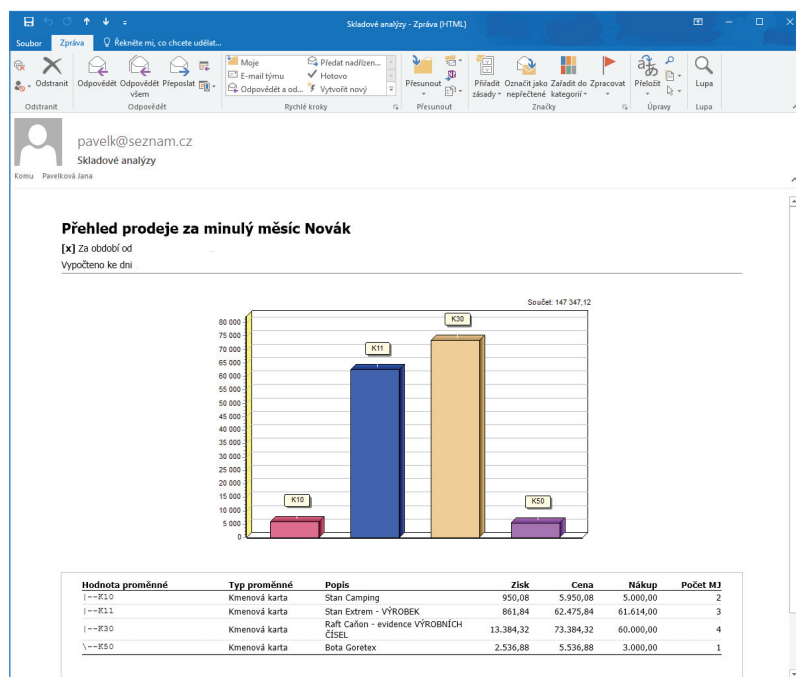 Skladové analýzy - Zpráva (HTML)
Soubor Zpráva Řekněte mi, co chcete udělat...
Odstranit
Odpovědět Odpovědět všem Přeposlat
Moje
E-mail týmu
Odpovědět a od...
Předat nadřízen...
Hotovo
Vytvořit nový
Přesunout
Přiřadit zásady
Označit jako nepřečtené
Zařadit do kategorií
Zpracovat
Přeložit
Lupa
Odstranit Odpovědět Rychlé kroky Přesunout Značky Úpravy Lupa
pavelk@seznam.cz
Skladové analýzy
Komu Pavelková Jana
Přehled prodeje za minulý měsíc Novák
[x] Za období od
Vypočteno ke dni
Součet: 147 347,12
80 000
75 000
70 000
65 000
60 000
55 000
50 000
45 000
40 000
35 000
30 000
25 000
20 000
15 000
10 000
5 000
0
K10
K11
K30
K50
Hodnota proměnné Typ proměnné Popis Zisk Cena Nákup Počet MJ
|--K10 Kmenová karta Stan Camping 950,08 5.950,08 5.000,00 2
|--K11 Kmenová karta Stan Extrem - VÝROBEK 861,84 62.475,84 61.614,00 3
|--K30 Kmenová karta Raft Caňon - evidence VÝROBNÍCH ČÍSEL 13.384,32 73.384,32 60.000,00 4
\--K50 Kmenová karta Bota Goretex 2.536,88 5.536,88 3.000,00 1